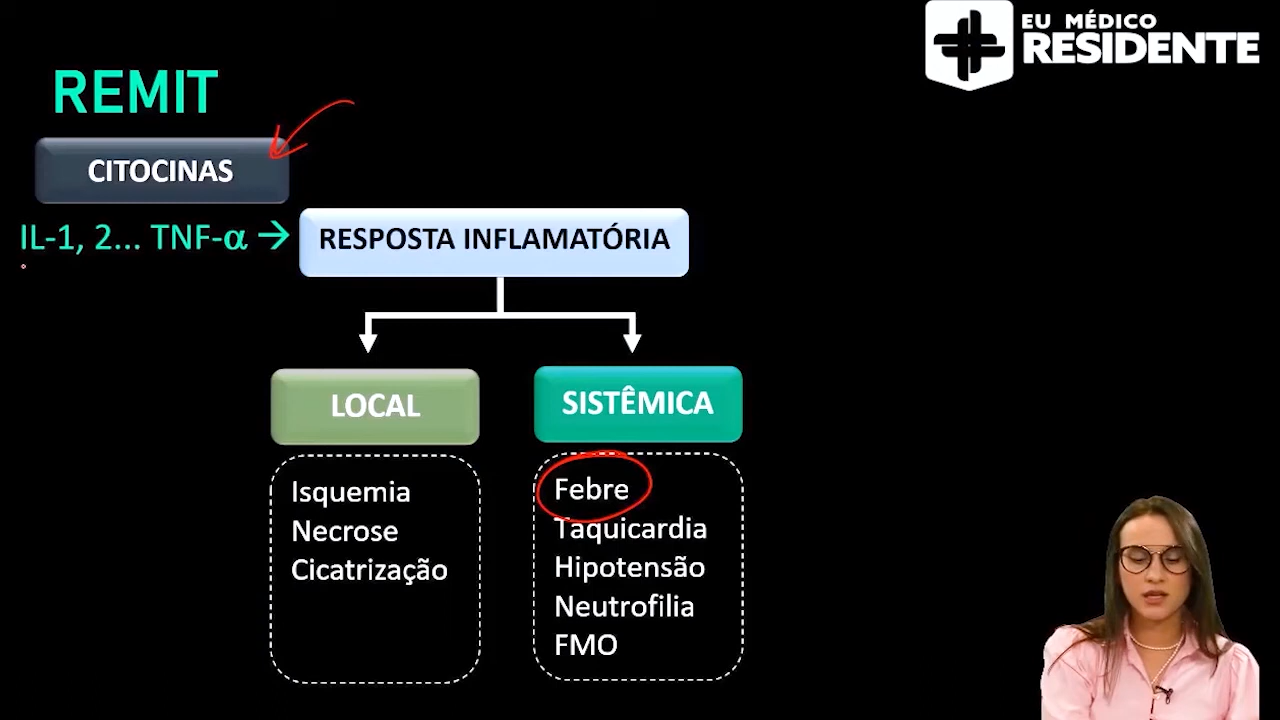 EU MÉDICO
RESIDENTE
REMIT
CITOCINAS
IL-1, 2... TNF-α →
RESPOSTA INFLAMATÓRIA
LOCAL
SISTÊMICA
Isquemia
Necrose
Cicatrização
Febre
Taquicardia
Hipotensão
Neutrofilia
FMO